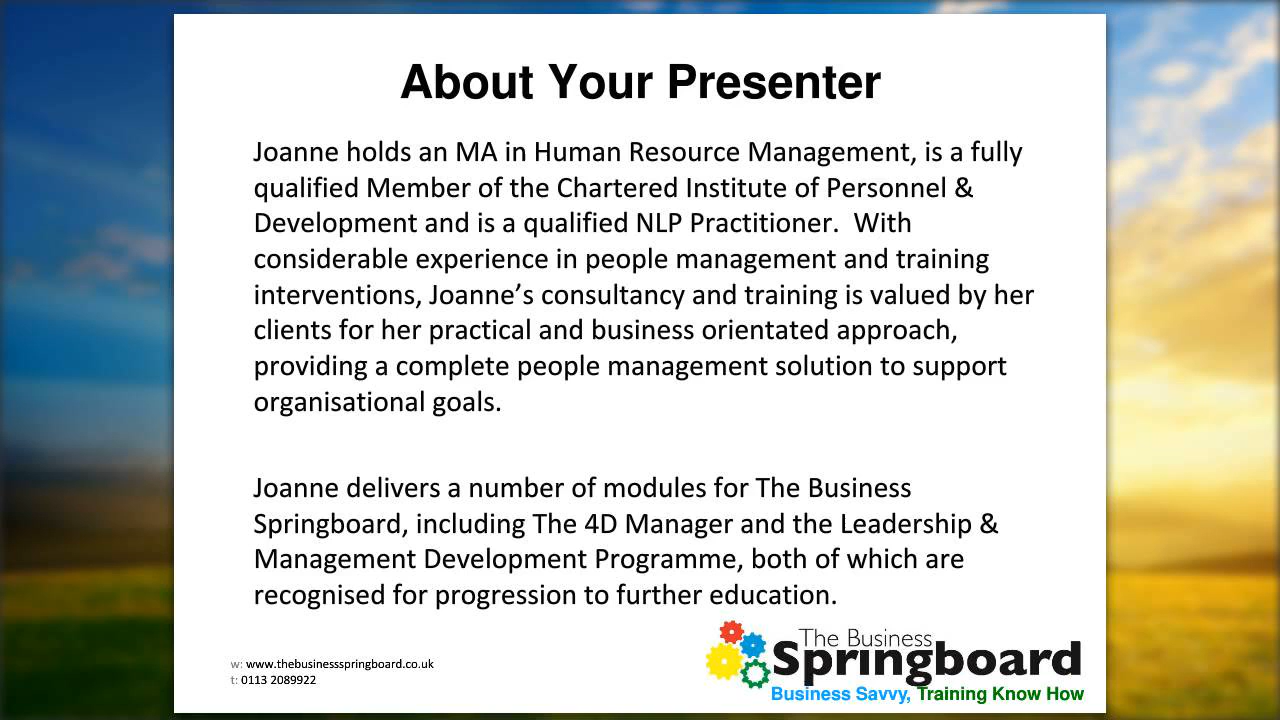 About Your Presenter
Joanne holds an MA in Human Resource Management, is a fully
qualified Member of the Chartered Institute of Personnel &
Development and is a qualified NLP Practitioner.  With
considerable experience in people management and training
interventions, Joanne’s consultancy and training is valued by her
clients for her practical and business orientated approach,
providing a complete people management solution to support
organisational goals.
Joanne delivers a number of modules for The Business
Springboard, including The 4D Manager and the Leadership &
Management Development Programme, both of which are
recognised for progression to further education.
w: www.thebusinessspringboard.co.uk
t: 0113 2089922
The Business
Springboard
Business Savvy, Training Know How